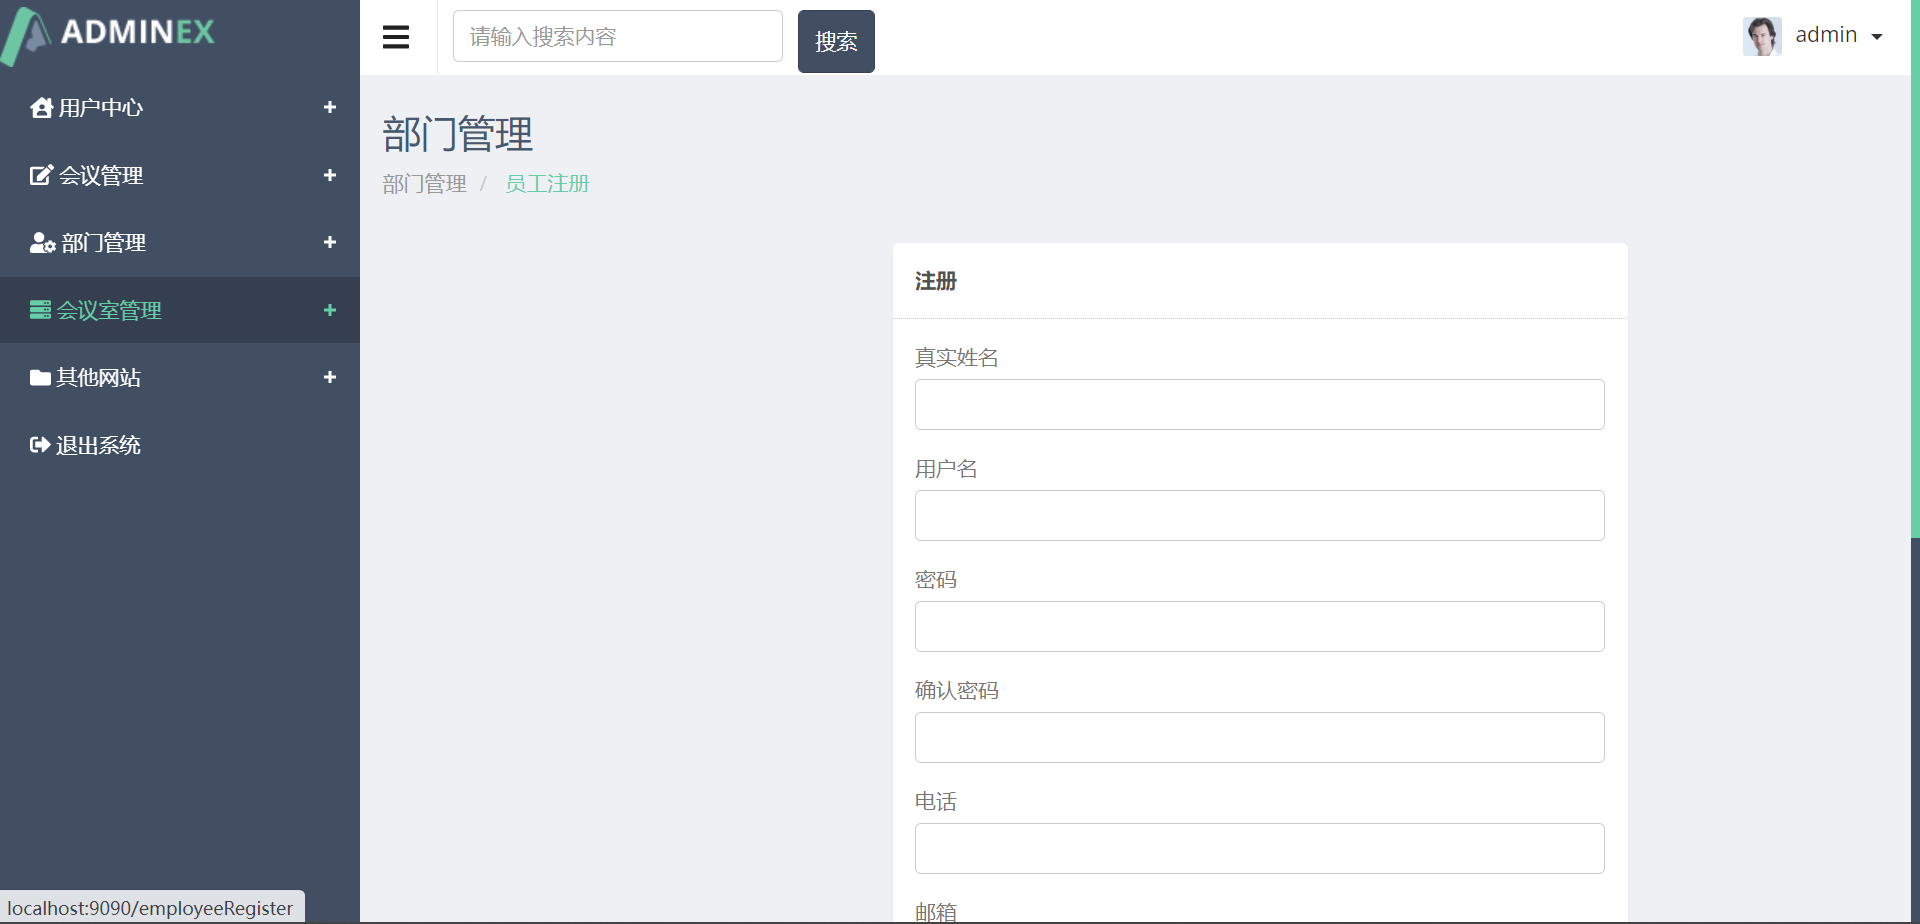 ADMINEX
用户中心
会议管理
部门管理
会议室管理
其他网站
退出系统
请输入搜索内容
搜索
admin
部门管理
部门管理 / 员工注册
注册
真实姓名
用户名
密码
确认密码
电话
邮箱
localhost:9090/employeeRegister